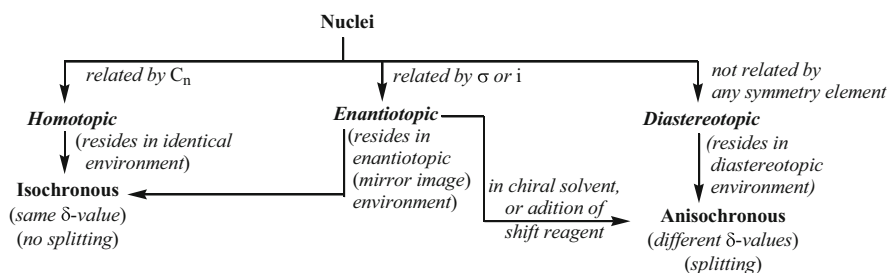 Nuclei
related by Cn
related by σ or i
not related by
any symmetry element
Homotopic
(resides in identical
environment)
Enantiotopic
(resides in
enantiotopic
(mirror image)
environment)
Diastereotopic
(resides in
diastereotopic
environment)
Isochronous
(same δ-value)
(no splitting)
in chiral solvent,
or adition of
shift reagent
Anisochronous
(different δ-values)
(splitting)